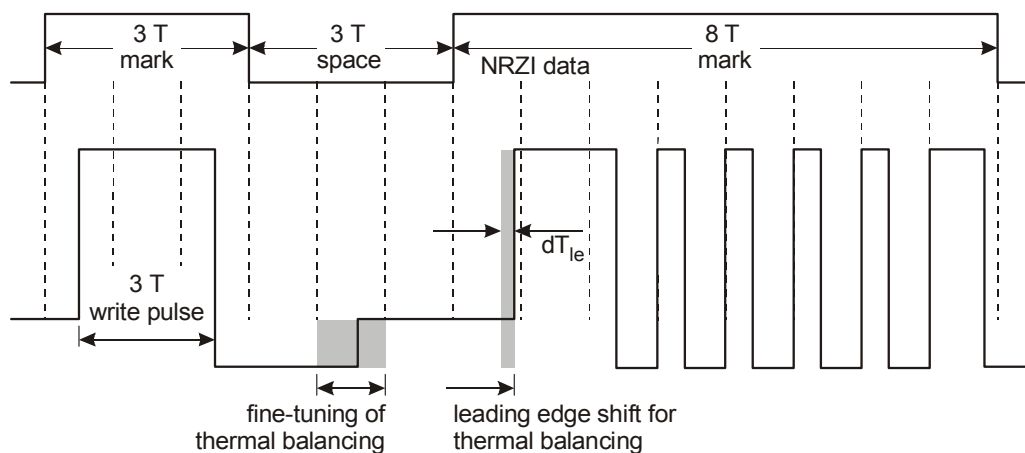 3 T
mark
3 T
space
8 T
mark
NRZI data
dT_le
3 T
write pulse
fine-tuning of
thermal balancing
leading edge shift for
thermal balancing